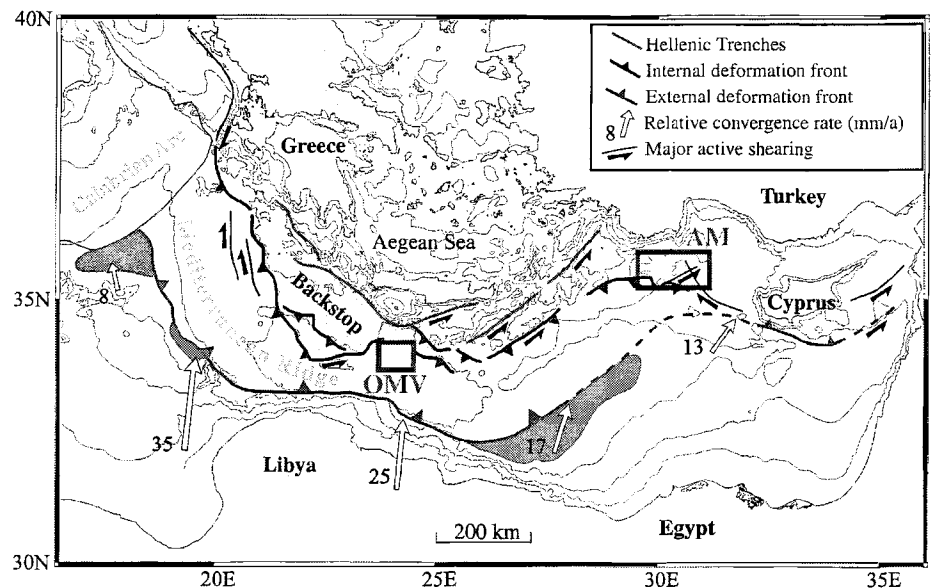 40N
Hellenic Trenches
Internal deformation front
External deformation front
8 Relative convergence rate (mm/a)
Major active shearing
Greece
Turkey
Calabrian Arc
Aegean Sea
AM
35N
8
Backstop
Cyprus
Mediterranean Ridge
13
OMV
35
25
17
Libya
200 km
Egypt
30N
20E
25E
30E
35E